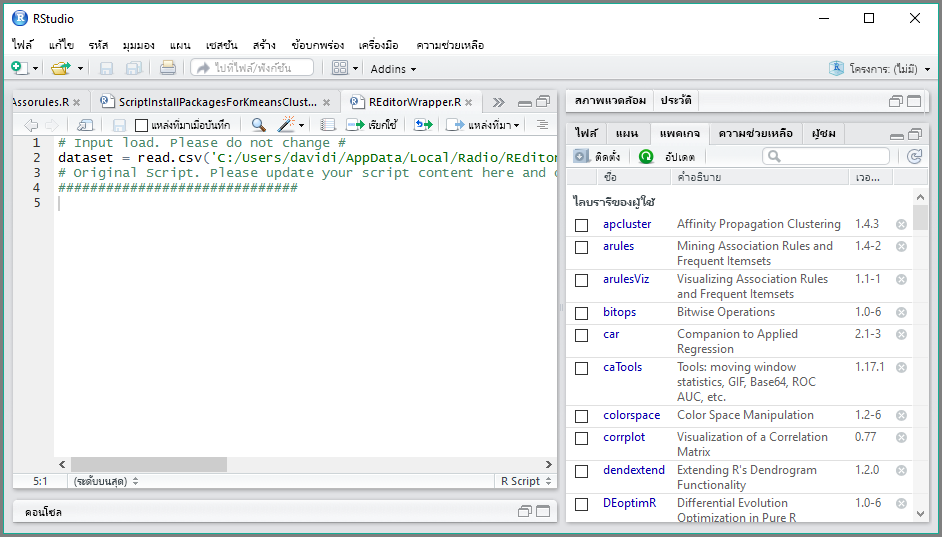 RStudio
ไฟล์ แก้ไข รหัส มุมมอง แผน เซสชัน สร้าง ข้อบกพร่อง เครื่องมือ ความช่วยเหลือ
ไปที่ไฟล์/ฟังก์ชัน Addins โครงการ: (ไม่มี)
Assorules.R ScriptInstallPackagesForKmeansClust... REditorWrapper.R
แหล่งที่มาเมื่อบันทึก เรียกใช้ แหล่งที่มา
1 # Input load. Please do not change #
2 dataset = read.csv('C:/Users/davidi/AppData/Local/Radio/REditor
3 # Original Script. Please update your script content here and
4 ##############################
5
5:1 (ระดับบนสุด) R Script
คอนโซล
สภาพแวดล้อม ประวัติ
ไฟล์ แผน แพคเกจ ความช่วยเหลือ ผู้ชม
ติดตั้ง อัปเดต
ชื่อ คำอธิบาย เวอ...
ไลบรารีของผู้ใช้
apcluster Affinity Propagation Clustering 1.4.3
arules Mining Association Rules and 1.4-2
Frequent Itemsets
arulesViz Visualizing Association Rules 1.1-1
and Frequent Itemsets
bitops Bitwise Operations 1.0-6
car Companion to Applied 2.1-3
Regression
caTools Tools: moving window 1.17.1
statistics, GIF, Base64, ROC
AUC, etc.
colorspace Color Space Manipulation 1.2-6
corrplot Visualization of a Correlation 0.77
Matrix
dendextend Extending R's Dendrogram 1.2.0
Functionality
DEoptimR Differential Evolution 1.0-6
Optimization in Pure R